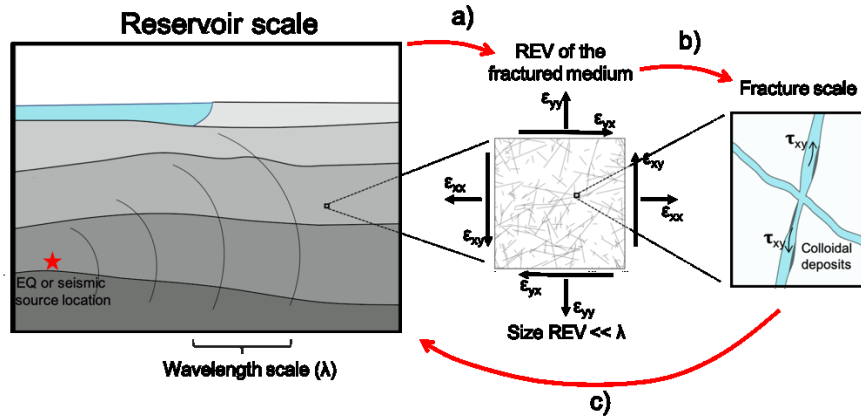 Reservoir scale
EQ or seismic
source location
Wavelength scale (λ)
a)
REV of the
fractured medium
εyy
εyx
εxx
εxy
εxy
εxx
εyx
εyy
Size REV << λ
b)
Fracture scale
τxy
τxy
Colloidal
deposits
c)